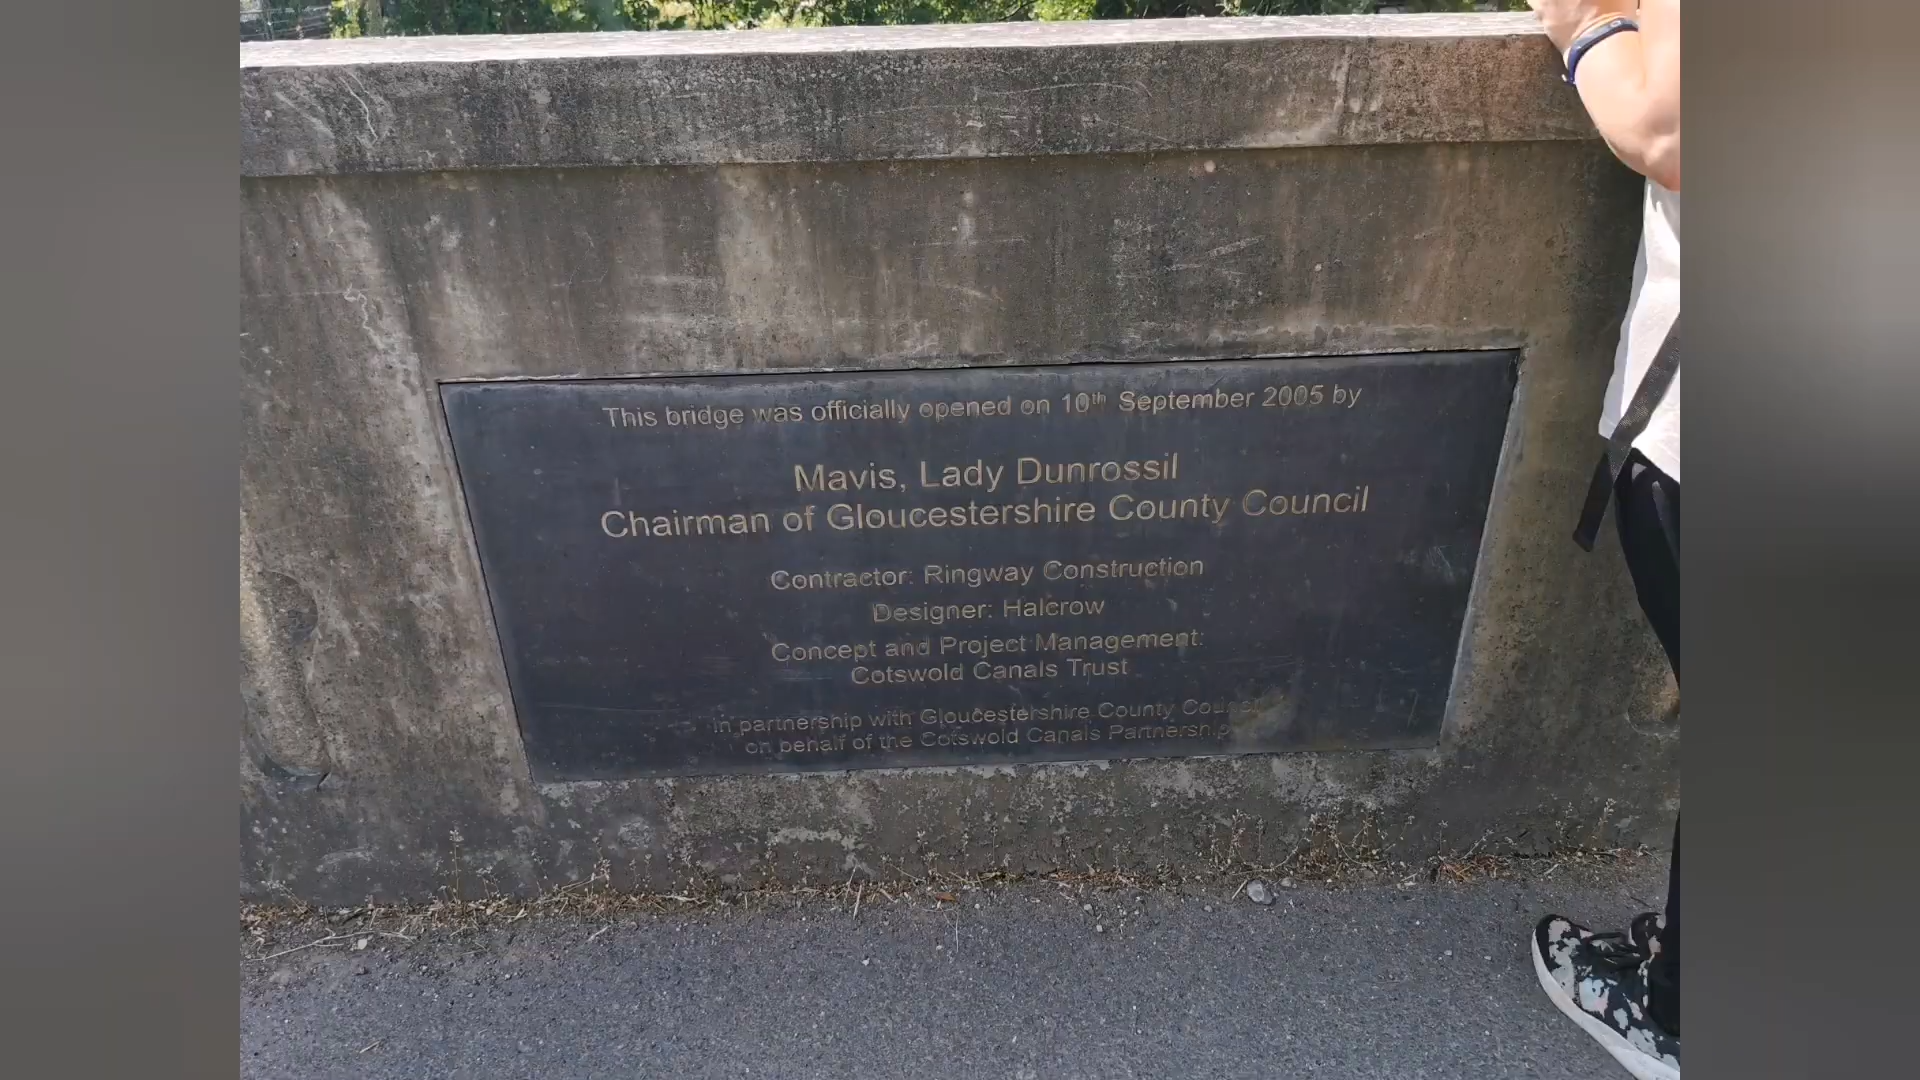 This bridge was officially opened on 10th September 2005 by
Mavis, Lady Dunrossil
Chairman of Gloucestershire County Council
Contractor: Ringway Construction
Designer: Halcrow
Concept and Project Management:
Cotswold Canals Trust
In partnership with Gloucestershire County Council
on behalf of the Cotswold Canals Partnership